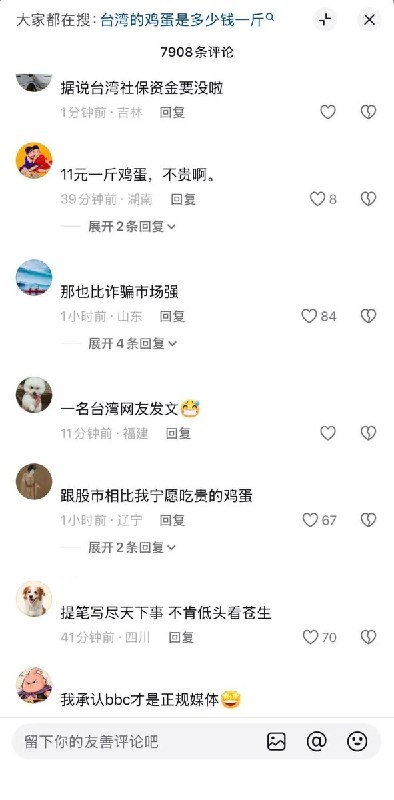 大家都在搜：台湾的鸡蛋是多少钱一斤
7908条评论
据说台湾社保资金要没啦
1分钟前·吉林 回复
11元一斤鸡蛋，不贵啊。
39分钟前·湖南 回复 8
展开2条回复
那也比诈骗市场强
1小时前·山东 回复 84
展开4条回复
一名台湾网友发文😅
11分钟前·福建 回复
跟股市相比我宁愿吃贵的鸡蛋
1小时前·辽宁 回复 67
展开2条回复
提笔写尽天下事 不肯低头看苍生
41分钟前·四川 回复 70
我承认bbc才是正规媒体🤩
留下你的友善评论吧